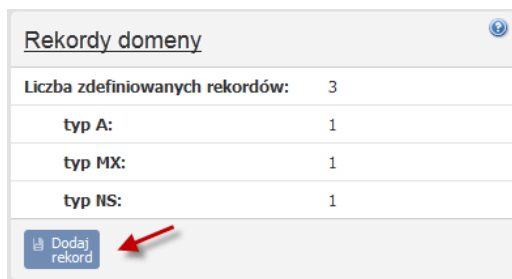 Rekordy domeny
Liczba zdefiniowanych rekordów: 3
typ A: 1
typ MX: 1
typ NS: 1
Dodaj
rekord